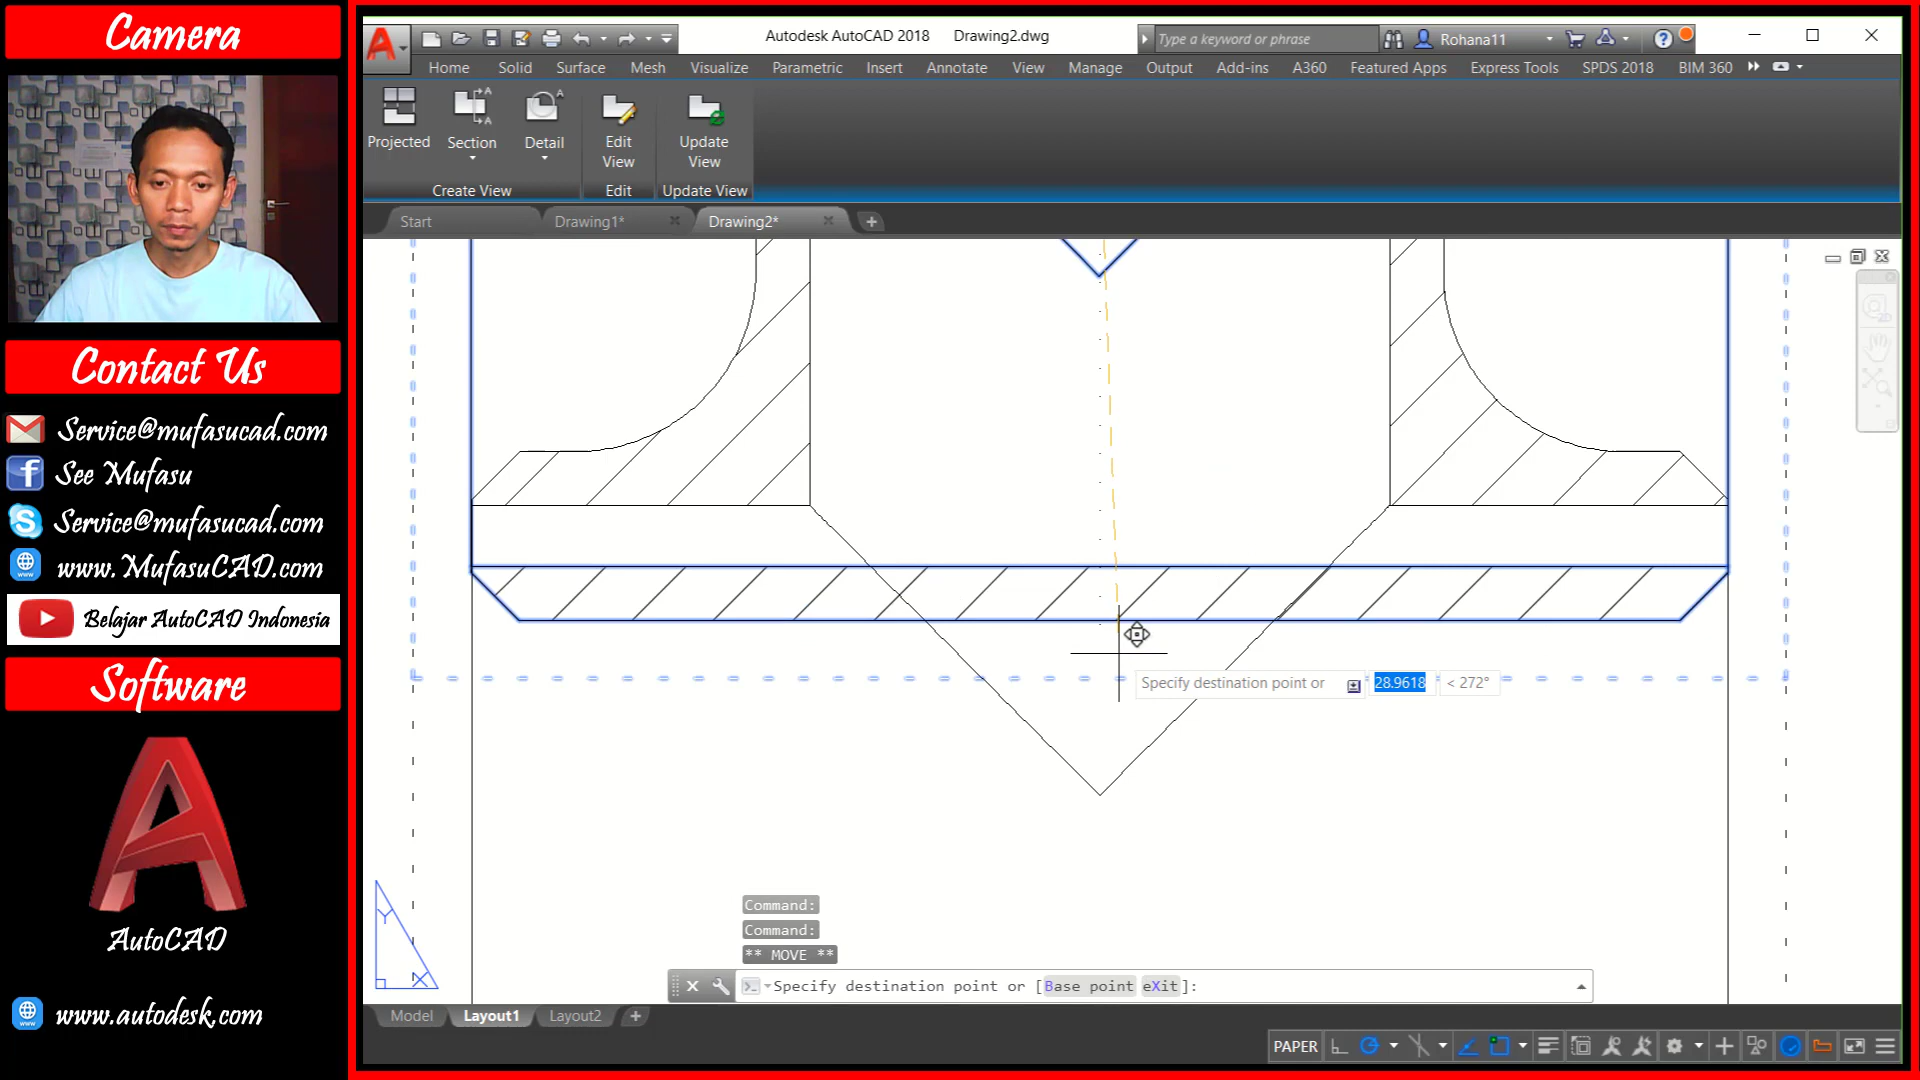 Camera
Contact Us
Service@mufasucad.com
See Mufasu
Service@mufasucad.com
www.MufasuCAD.com
Belajar AutoCAD Indonesia
Software
AutoCAD
www.autodesk.com
Autodesk AutoCAD 2018 Drawing2.dwg
Type a keyword or phrase
Rohana11
Home Solid Surface Mesh Visualize Parametric Insert Annotate View Manage Output Add-ins A360 Featured Apps Express Tools SPDS 2018 BIM 360
Projected Section Detail Edit View Update View
Create View Edit Update View
Start Drawing1* Drawing2*
Specify destination point or 28.9618 < 272°
Y
X
Command:
Command:
** MOVE **
Specify destination point or [Base point eXit]:
Model Layout1 Layout2
PAPER